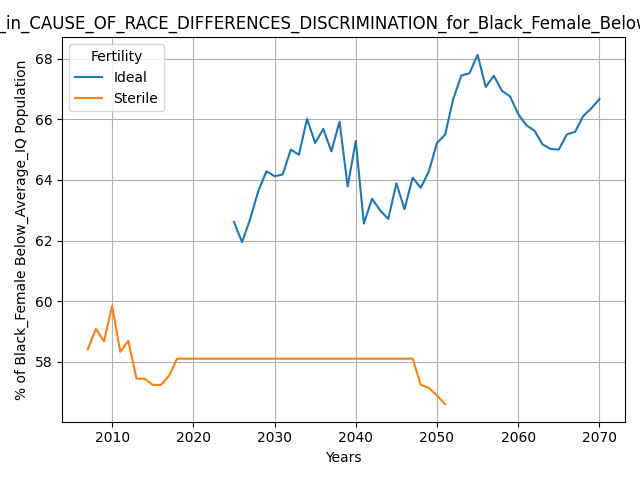 _in_CAUSE_OF_RACE_DIFFERENCES_DISCRIMINATION_for_Black_Female_Below
Fertility
Ideal
Sterile
% of Black_Female Below_Average_IQ Population
68
66
64
62
60
58
2010 2020 2030 2040 2050 2060 2070
Years